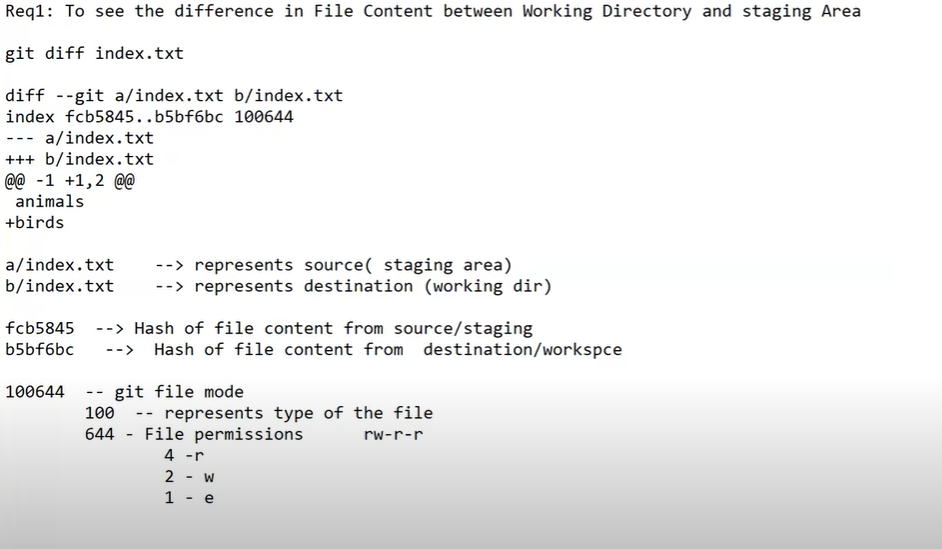 Req1: To see the difference in File Content between Working Directory and staging Area
git diff index.txt
diff --git a/index.txt b/index.txt
index fcb5845..b5bf6bc 100644
--- a/index.txt
+++ b/index.txt
@@ -1 +1,2 @@
 animals
+birds
a/index.txt    --> represents source( staging area)
b/index.txt    --> represents destination (working dir)
fcb5845  --> Hash of file content from source/staging
b5bf6bc   -->  Hash of file content from  destination/workspce
100644  -- git file mode
        100  -- represents type of the file
        644 - File permissions      rw-r-r
                4 -r
                2 - w
                1 - e